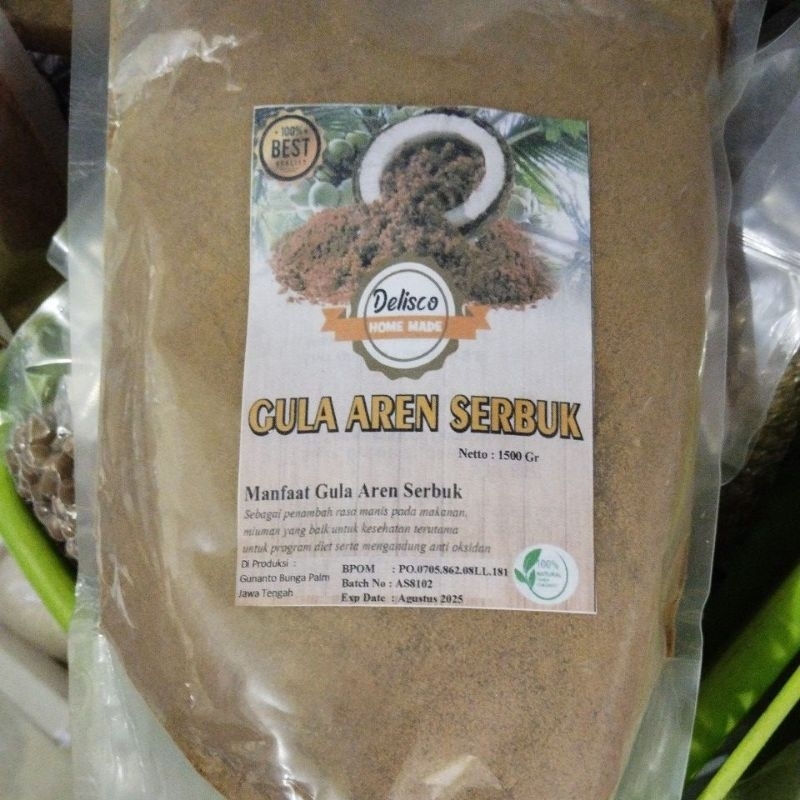 100%
BEST
QUALITY
Delisco
HOME MADE
GULA AREN SERBUK
Netto : 1500 Gr
Manfaat Gula Aren Serbuk
Sebagai penambah rasa manis pada makanan,
miuman yang baik untuk kesehatan terutama
untuk program diet serta mengandung anti oksidan
Di Produksi :
Gunanto Bunga Palm
Jawa Tengah
BPOM : PO.0705.862.08LL.181
Batch No : AS8102
Exp Date : Agustus 2025
100%
NATURAL